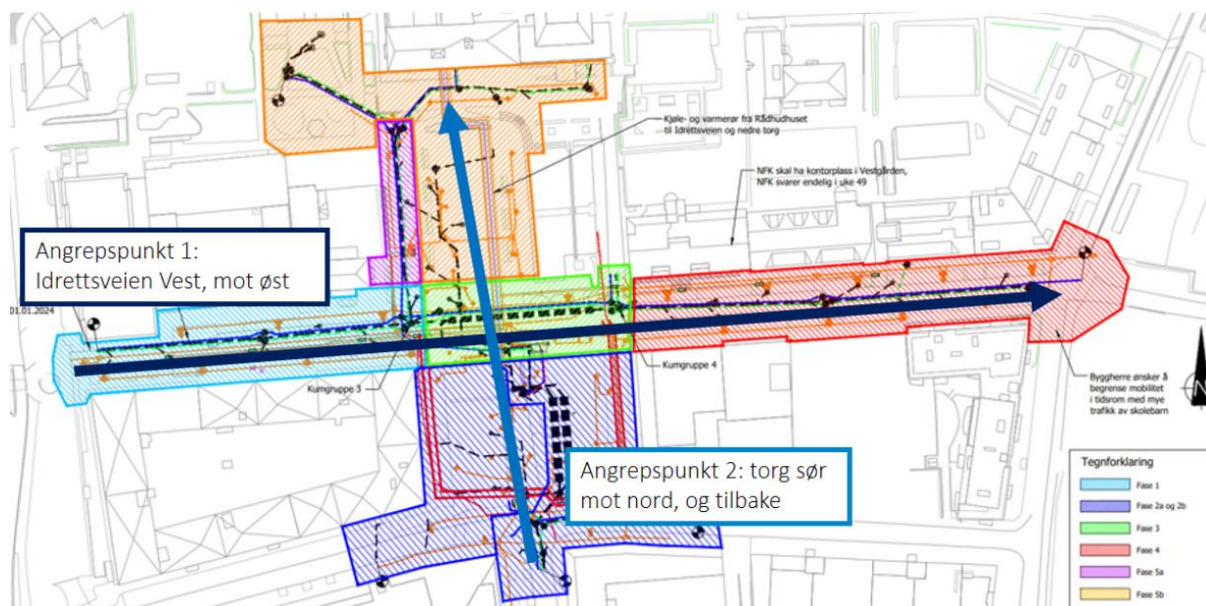 Kjøle- og varmerør fra Rådhudhuset
til Idrettsveien og nedre torg
NFK skal ha kontorplass i Vestgården,
NFK svarer endelig i uke 49
Angrepspunkt 1:
Idrettsveien Vest, mot øst
01.01.2024
Kumgruppe 3
Kumgruppe 4
Byggherre ønsker å
begrense mobilitet
i tidsrom med mye
trafikk av skolebarn
N
Angrepspunkt 2: torg sør
mot nord, og tilbake
Tegnforklaring
Fase 1
Fase 2a og 2b
Fase 3
Fase 4
Fase 5a
Fase 5b